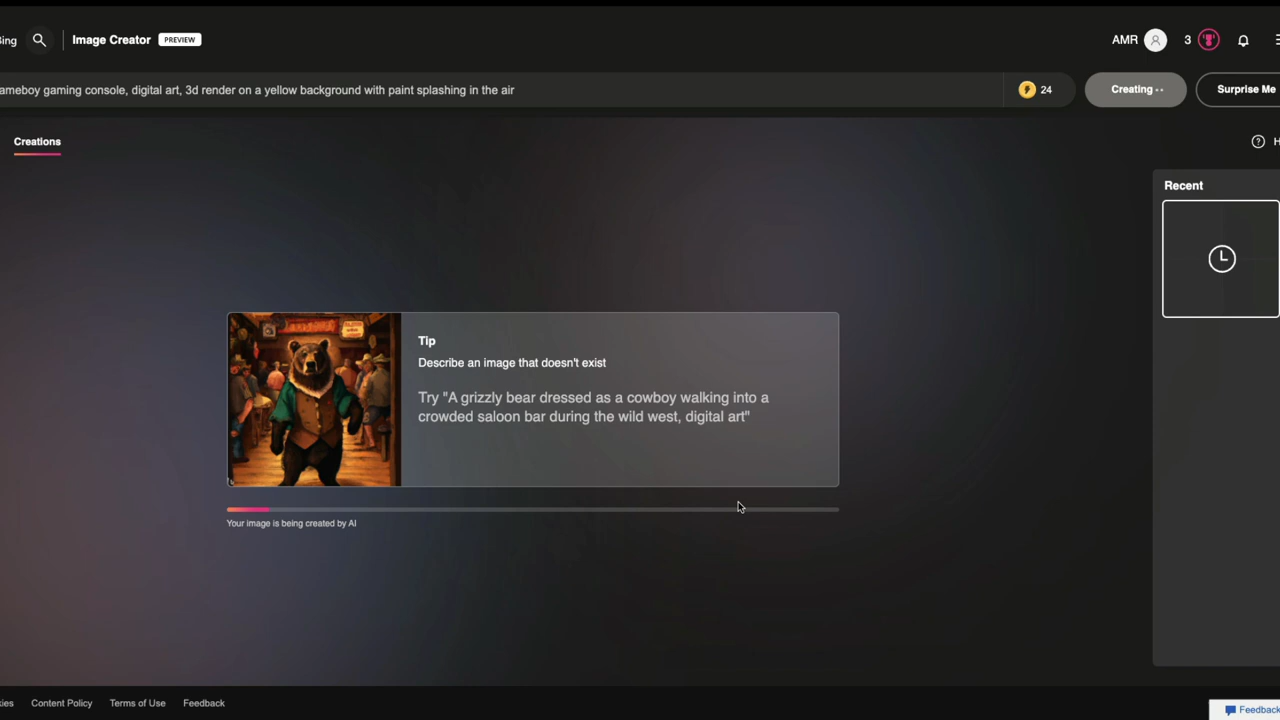 Image Creator PREVIEW
AMR
3
gaming console, digital art, 3d render on a yellow background with paint splashing in the air
24
Creating
Surprise Me
Creations
Recent
Tip
Describe an image that doesn't exist
Try "A grizzly bear dressed as a cowboy walking into a
crowded saloon bar during the wild west, digital art"
Your image is being created by AI
Content Policy
Terms of Use
Feedback
Feedback